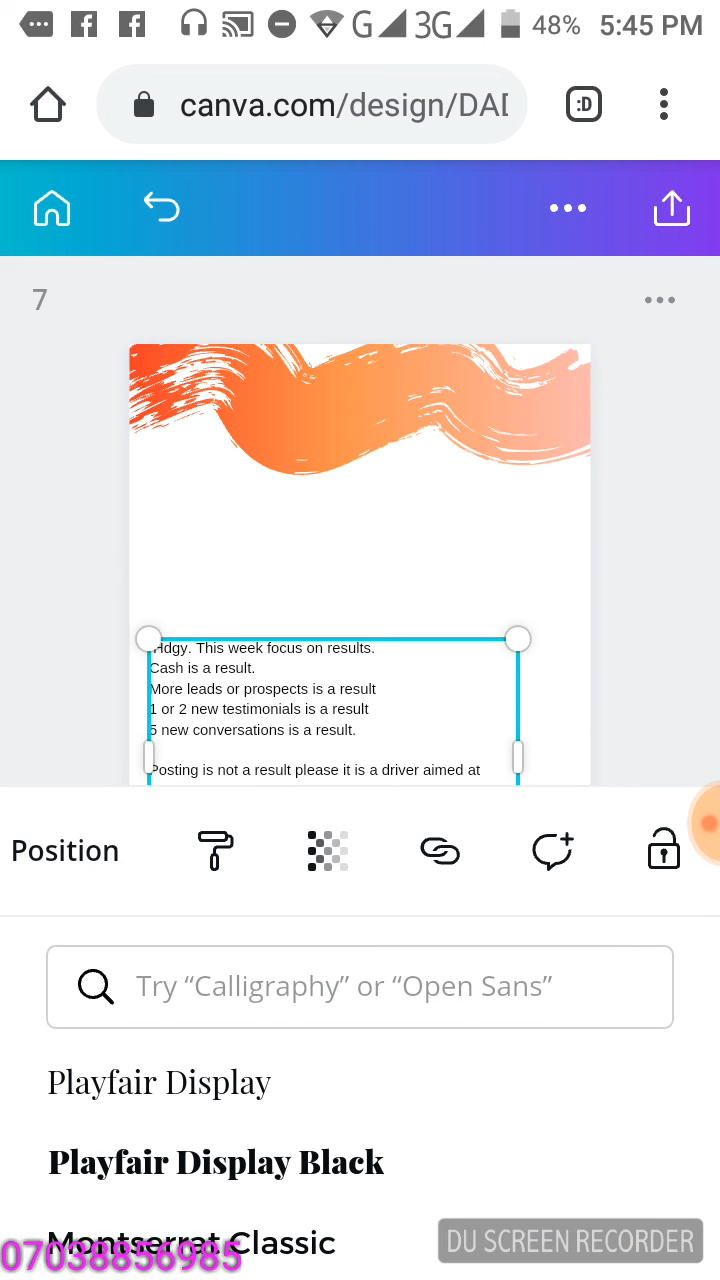 G 3G 48% 5:45 PM
canva.com/design/DAD
:D
7
Hdgy. This week focus on results.
Cash is a result.
More leads or prospects is a result
1 or 2 new testimonials is a result
5 new conversations is a result.
Posting is not a result please it is a driver aimed at
Position
Try “Calligraphy” or “Open Sans”
Playfair Display
Playfair Display Black
Montserrat Classic
07038856985
DU SCREEN RECORDER